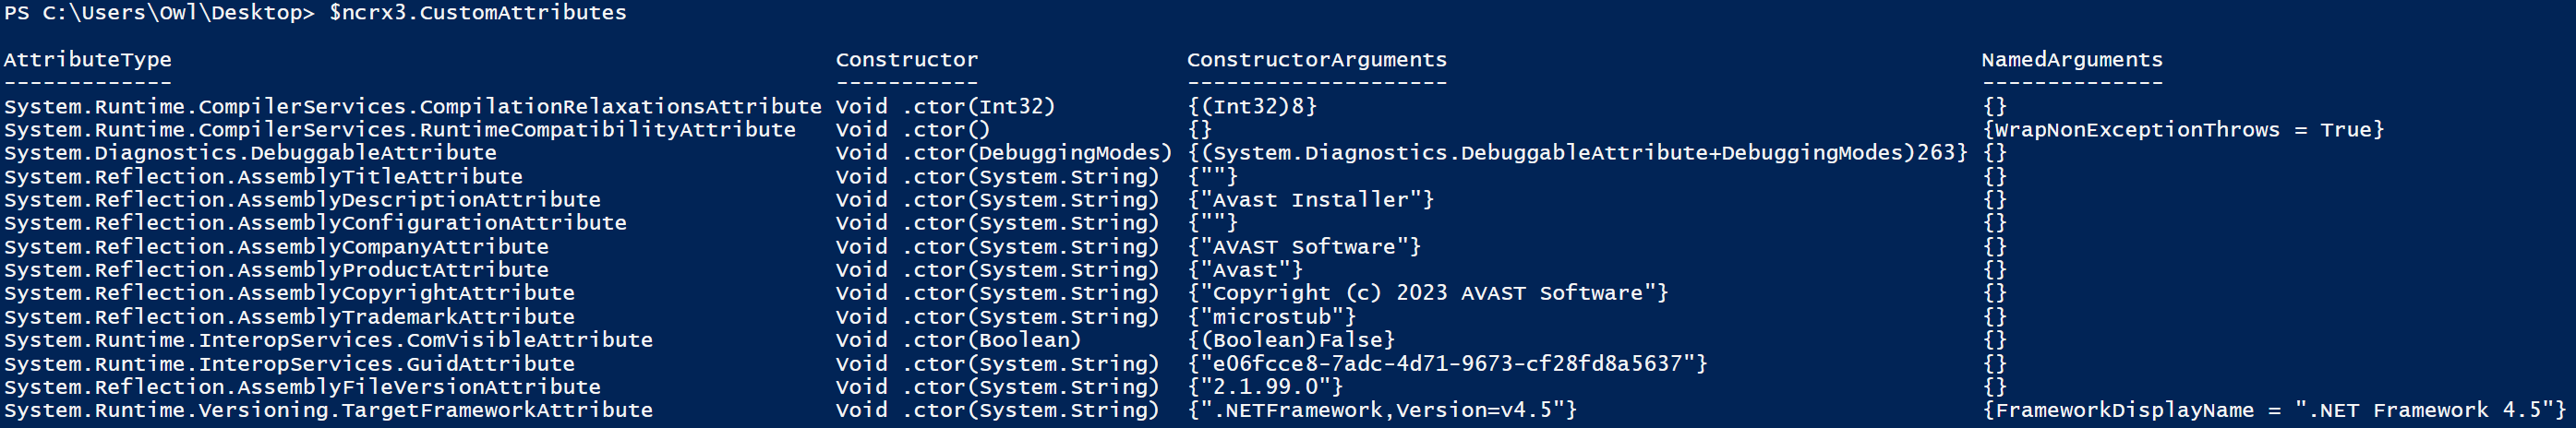 PS C:\Users\Owl\Desktop> $ncrx3.CustomAttributes
AttributeType Constructor ConstructorArguments NamedArguments
------------- ----------- -------------------- --------------
System.Runtime.CompilerServices.CompilationRelaxationsAttribute Void .ctor(Int32) {(Int32)8} {}
System.Runtime.CompilerServices.RuntimeCompatibilityAttribute Void .ctor() {} {WrapNonExceptionThrows = True}
System.Diagnostics.DebuggableAttribute Void .ctor(DebuggingModes) {(System.Diagnostics.DebuggableAttribute+DebuggingModes)263} {}
System.Reflection.AssemblyTitleAttribute Void .ctor(System.String) {""} {}
System.Reflection.AssemblyDescriptionAttribute Void .ctor(System.String) {"Avast Installer"} {}
System.Reflection.AssemblyConfigurationAttribute Void .ctor(System.String) {""} {}
System.Reflection.AssemblyCompanyAttribute Void .ctor(System.String) {"AVAST Software"} {}
System.Reflection.AssemblyProductAttribute Void .ctor(System.String) {"Avast"} {}
System.Reflection.AssemblyCopyrightAttribute Void .ctor(System.String) {"Copyright (c) 2023 AVAST Software"} {}
System.Reflection.AssemblyTrademarkAttribute Void .ctor(System.String) {"microstub"} {}
System.Runtime.InteropServices.ComVisibleAttribute Void .ctor(Boolean) {(Boolean)False} {}
System.Runtime.InteropServices.GuidAttribute Void .ctor(System.String) {"e06fcce8-7adc-4d71-9673-cf28fd8a5637"} {}
System.Reflection.AssemblyFileVersionAttribute Void .ctor(System.String) {"2.1.99.0"} {}
System.Runtime.Versioning.TargetFrameworkAttribute Void .ctor(System.String) {".NETFramework,Version=v4.5"} {FrameworkDisplayName = ".NET Framework 4.5"}